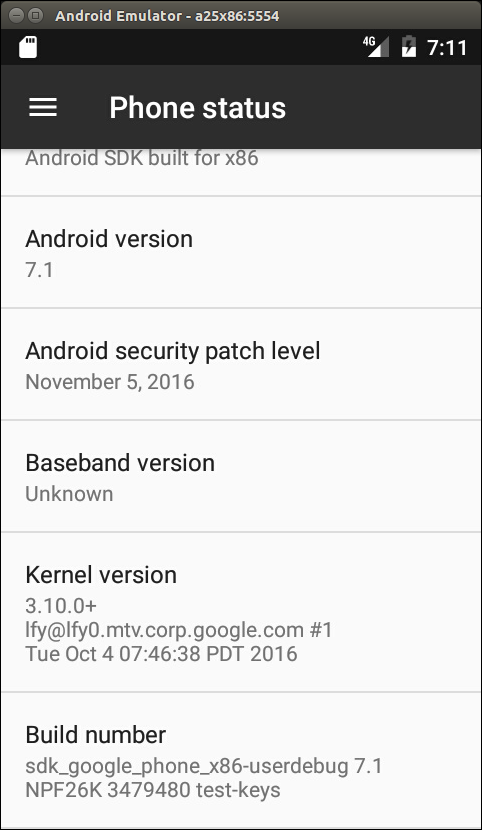 Android Emulator - a25x86:5554
4G 7:11
Phone status
Android SDK built for x86
Android version
7.1
Android security patch level
November 5, 2016
Baseband version
Unknown
Kernel version
3.10.0+
lfy@lfy0.mtv.corp.google.com #1
Tue Oct 4 07:46:38 PDT 2016
Build number
sdk_google_phone_x86-userdebug 7.1
NPF26K 3479480 test-keys